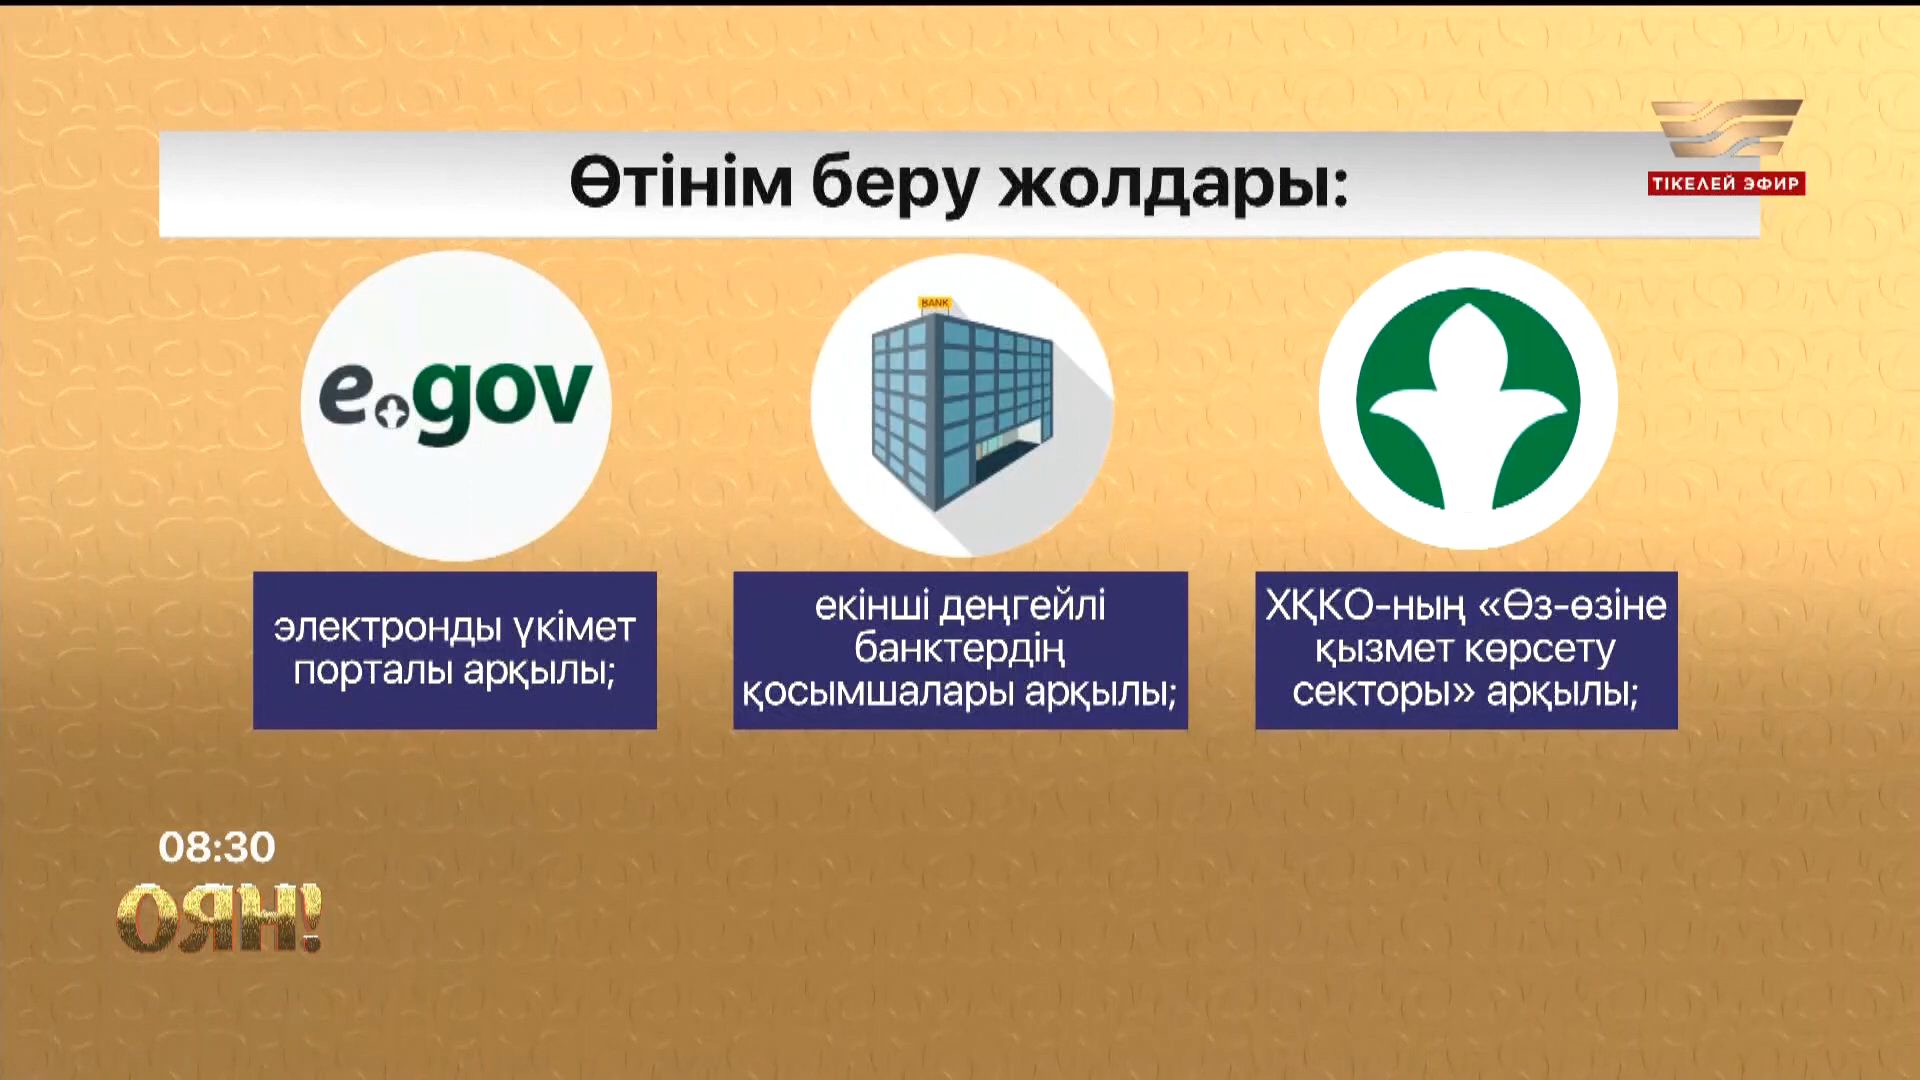 Өтінім беру жолдары:
ТІКЕЛЕЙ ЭФИР
e.gov
BANK
электронды үкімет
порталы арқылы;
екінші деңгейлі
банктердің
қосымшалары арқылы;
ХҚКО-ның «Өз-өзіне
қызмет көрсету
секторы» арқылы;
08:30
ОЯН!